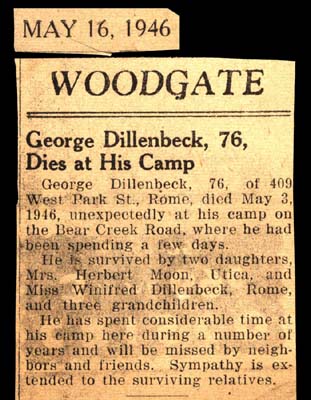 MAY 16, 1946
WOODGATE
George Dillenbeck, 76,
Dies at His Camp
George Dillenbeck, 76, of 409
West Park St., Rome, died May 3,
1946, unexpectedly at his camp on
the Bear Creek Road, where he had
been spending a few days.
He is survived by two daughters,
Mrs. Herbert Moon, Utica, and
Miss Winifred Dillenbeck, Rome,
and three grandchildren.
He has spent considerable time at
his camp here during a number of
years and will be missed by neigh-
bors and friends. Sympathy is ex-
tended to the surviving relatives.